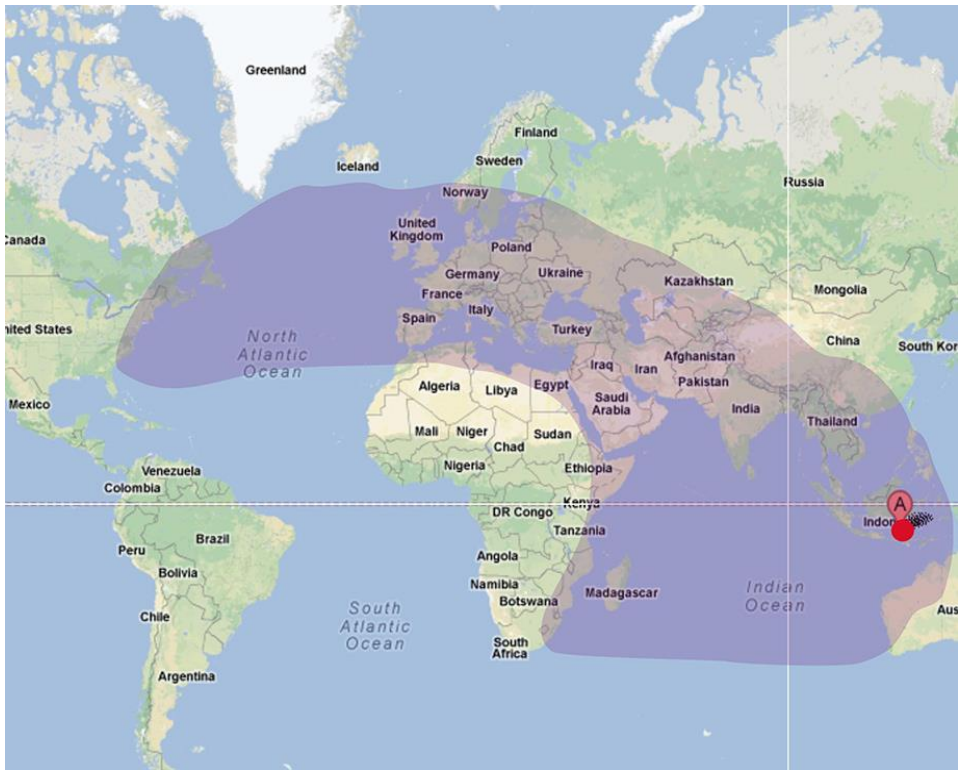 Greenland
Finland
Sweden
Iceland
Norway
Russia
United
Kingdom
Canada
Poland
Germany
Ukraine
Kazakhstan
Mongolia
France
Italy
Spain
Turkey
nited States
North
Atlantic
Ocean
China
South Kor
Afghanistan
Iraq
Iran
Pakistan
Algeria
Libya
Egypt
Saudi
Arabia
Mexico
India
Thailand
Mali
Niger
Sudan
Chad
Nigeria
Ethiopia
Venezuela
Colombia
Kenya
A
DR Congo
Indon
Tanzania
Brazil
Peru
Angola
Bolivia
Namibia
Madagascar
Indian
Ocean
Botswana
Aus
Chile
South
Atlantic
Ocean
South
Africa
Argentina